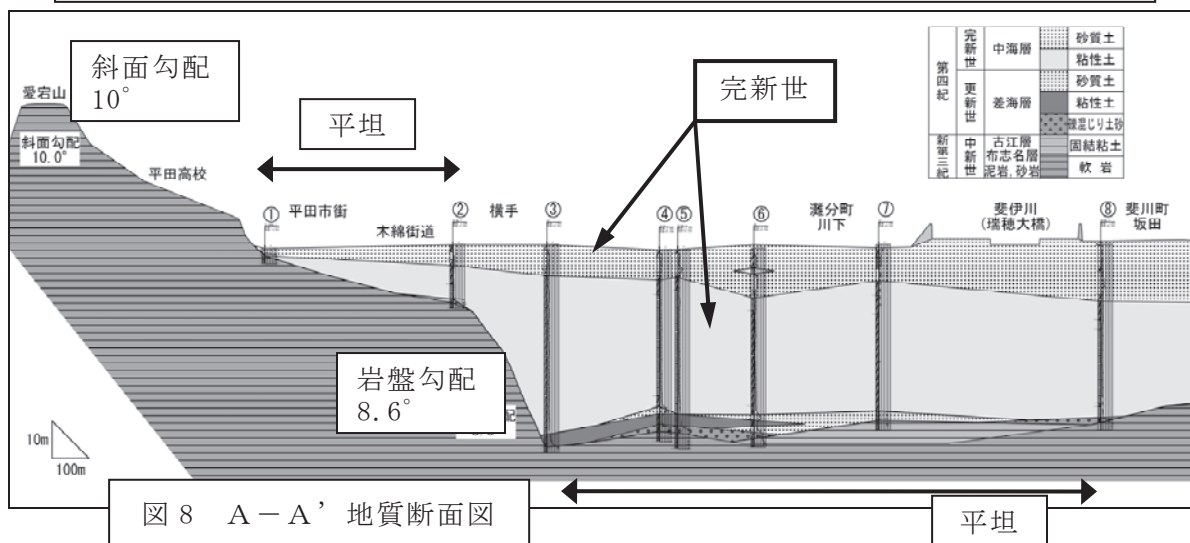 斜面勾配
10°
愛宕山
斜面勾配
10.0°
平田高校
平坦
完新世
第四紀
完新世
中海層
砂質土
粘性土
更新世
差海層
砂質土
粘性土
礫混じり土砂
新第三紀
中新世
古江層
布志名層
泥岩,砂岩
固結粘土
軟岩
①
平田市街
木綿街道
②
横手
③
④
⑤
⑥
灘分町
川下
⑦
斐伊川
(瑞穂大橋)
⑧
斐川町
坂田
岩盤勾配
8.6°
配
10m
100m
図8 A-A’地質断面図
平坦